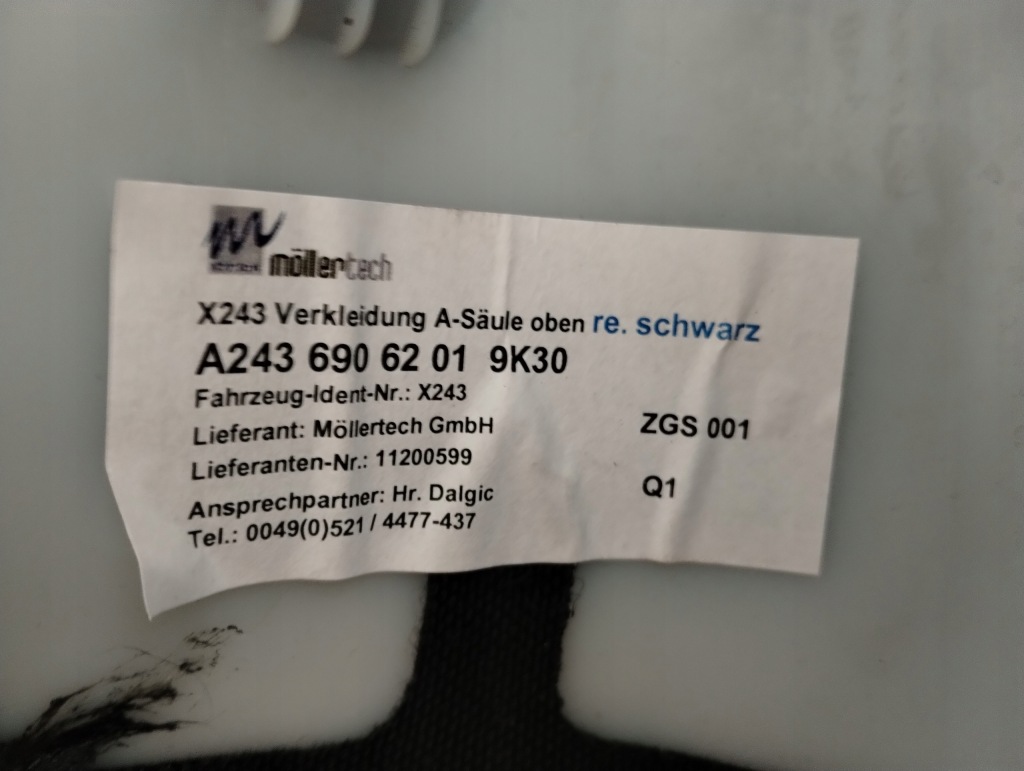 möllertech
X243 Verkleidung A-Säule oben re. schwarz
A243 690 62 01 9K30
Fahrzeug-Ident-Nr.: X243
Lieferant: Möllertech GmbH
ZGS 001
Lieferanten-Nr.: 11200599
Q1
Ansprechpartner: Hr. Dalgic
Tel.: 0049(0)521 / 4477-437